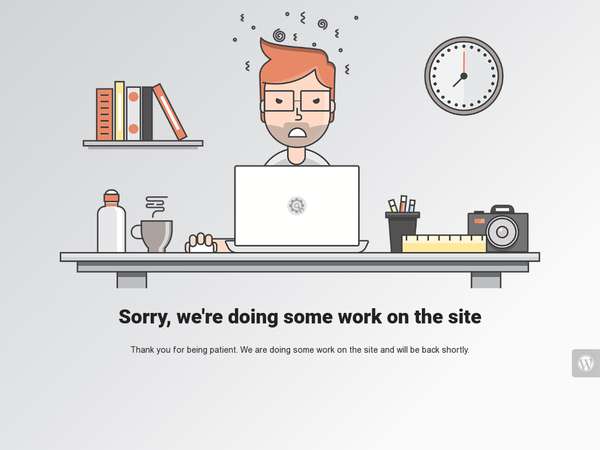 Sorry, we're doing some work on the site
Thank you for being patient. We are doing some work on the site and will be back shortly.